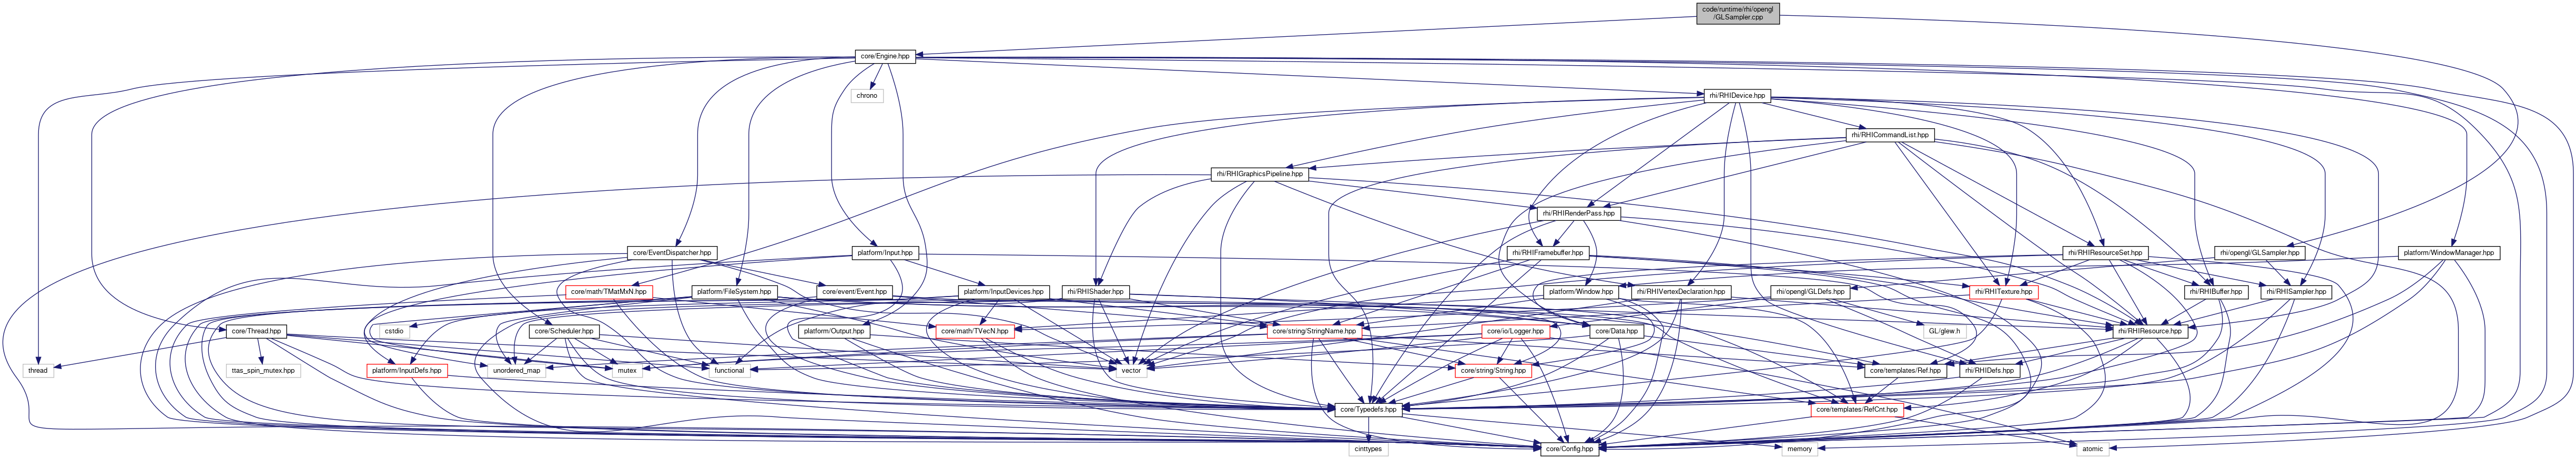 code/runtime/rhi/opengl
/GLSampler.cpp
core/Engine.hpp
chrono
rhi/RHIDevice.hpp
rhi/RHICommandList.hpp
rhi/RHIGraphicsPipeline.hpp
rhi/RHIRenderPass.hpp
core/EventDispatcher.hpp
platform/Input.hpp
rhi/RHIFramebuffer.hpp
rhi/RHIResourceSet.hpp
rhi/opengl/GLSampler.hpp
platform/WindowManager.hpp
core/math/TMatMxN.hpp
platform/FileSystem.hpp
core/event/Event.hpp
platform/InputDevices.hpp
rhi/RHIShader.hpp
platform/Window.hpp
rhi/RHIVertexDeclaration.hpp
rhi/opengl/GLDefs.hpp
rhi/RHITexture.hpp
rhi/RHIBuffer.hpp
rhi/RHISampler.hpp
core/Thread.hpp
cstdio
core/Scheduler.hpp
platform/Output.hpp
core/math/TVecN.hpp
core/string/StringName.hpp
core/io/Logger.hpp
core/Data.hpp
GL/glew.h
rhi/RHIResource.hpp
thread
ttas_spin_mutex.hpp
platform/InputDefs.hpp
unordered_map
mutex
functional
vector
core/string/String.hpp
core/templates/Ref.hpp
rhi/RHIDefs.hpp
core/Typedefs.hpp
core/templates/RefCnt.hpp
cinttypes
memory
core/Config.hpp
atomic